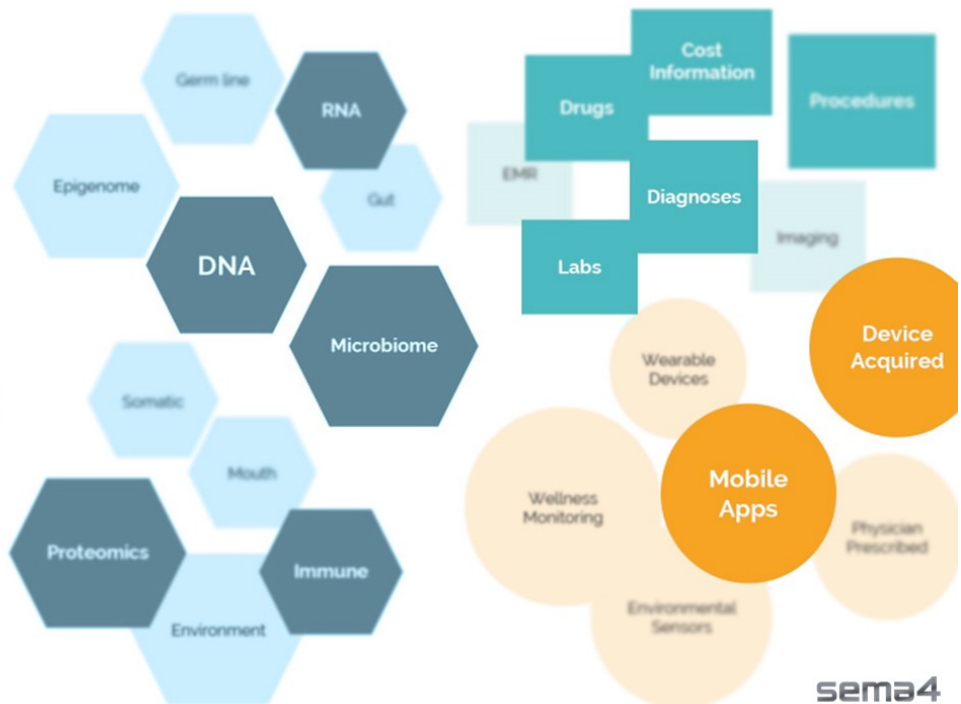 Germ line
RNA
Epigenome
Gut
DNA
Microbiome
Somatic
Mouth
Proteomics
Immune
Environment
Cost
Information
Drugs
Procedures
EMR
Diagnoses
Imaging
Labs
Device
Acquired
Wearable
Devices
Mobile
Apps
Wellness
Monitoring
Physician
Prescribed
Environmental
Sensors
sema4